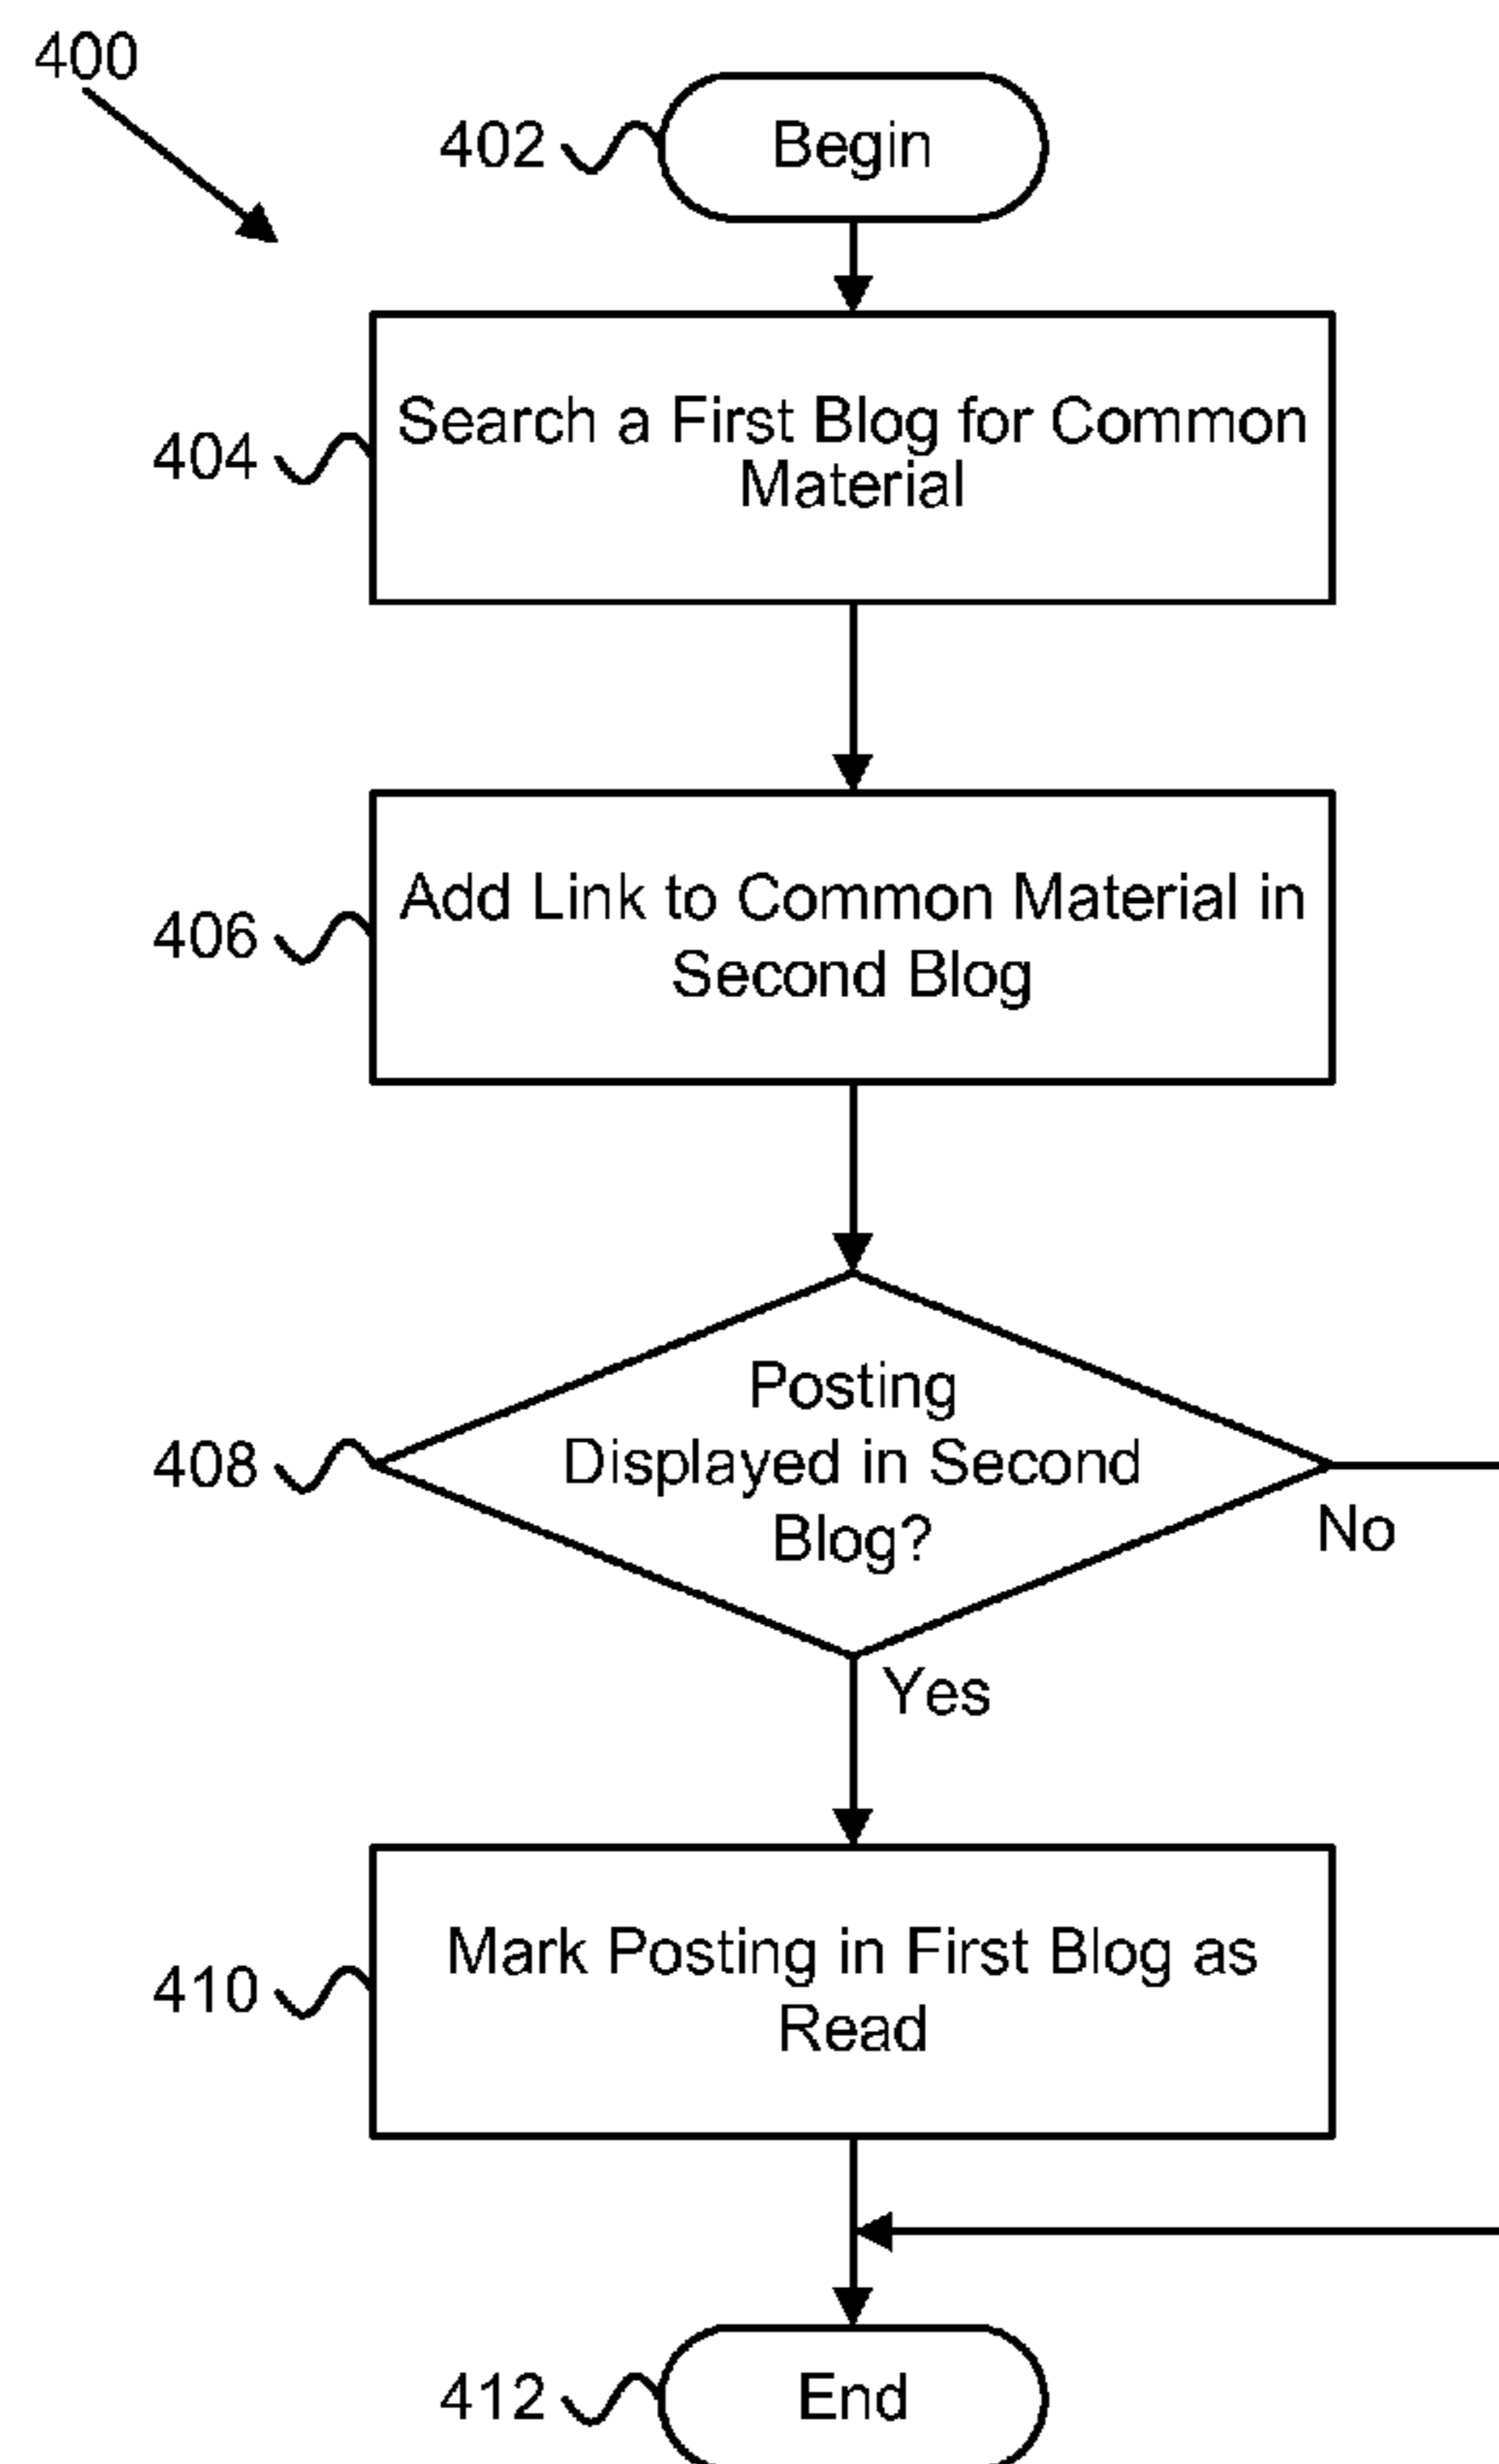 400
402
Begin
404
Search a First Blog for Common
Material
406
Add Link to Common Material in
Second Blog
408
Posting
Displayed in Second
Blog?
No
Yes
410
Mark Posting in First Blog as
Read
412
End